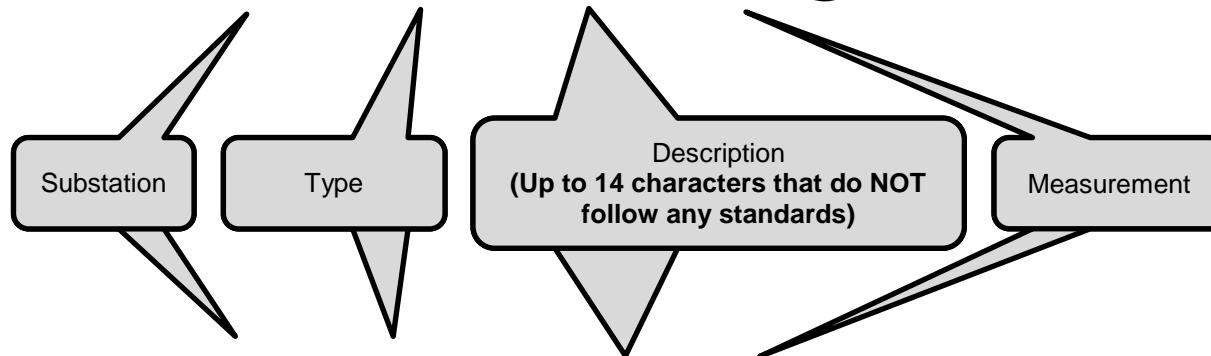 Substation
Type
Description
(Up to 14 characters that do NOT
follow any standards)
Measurement